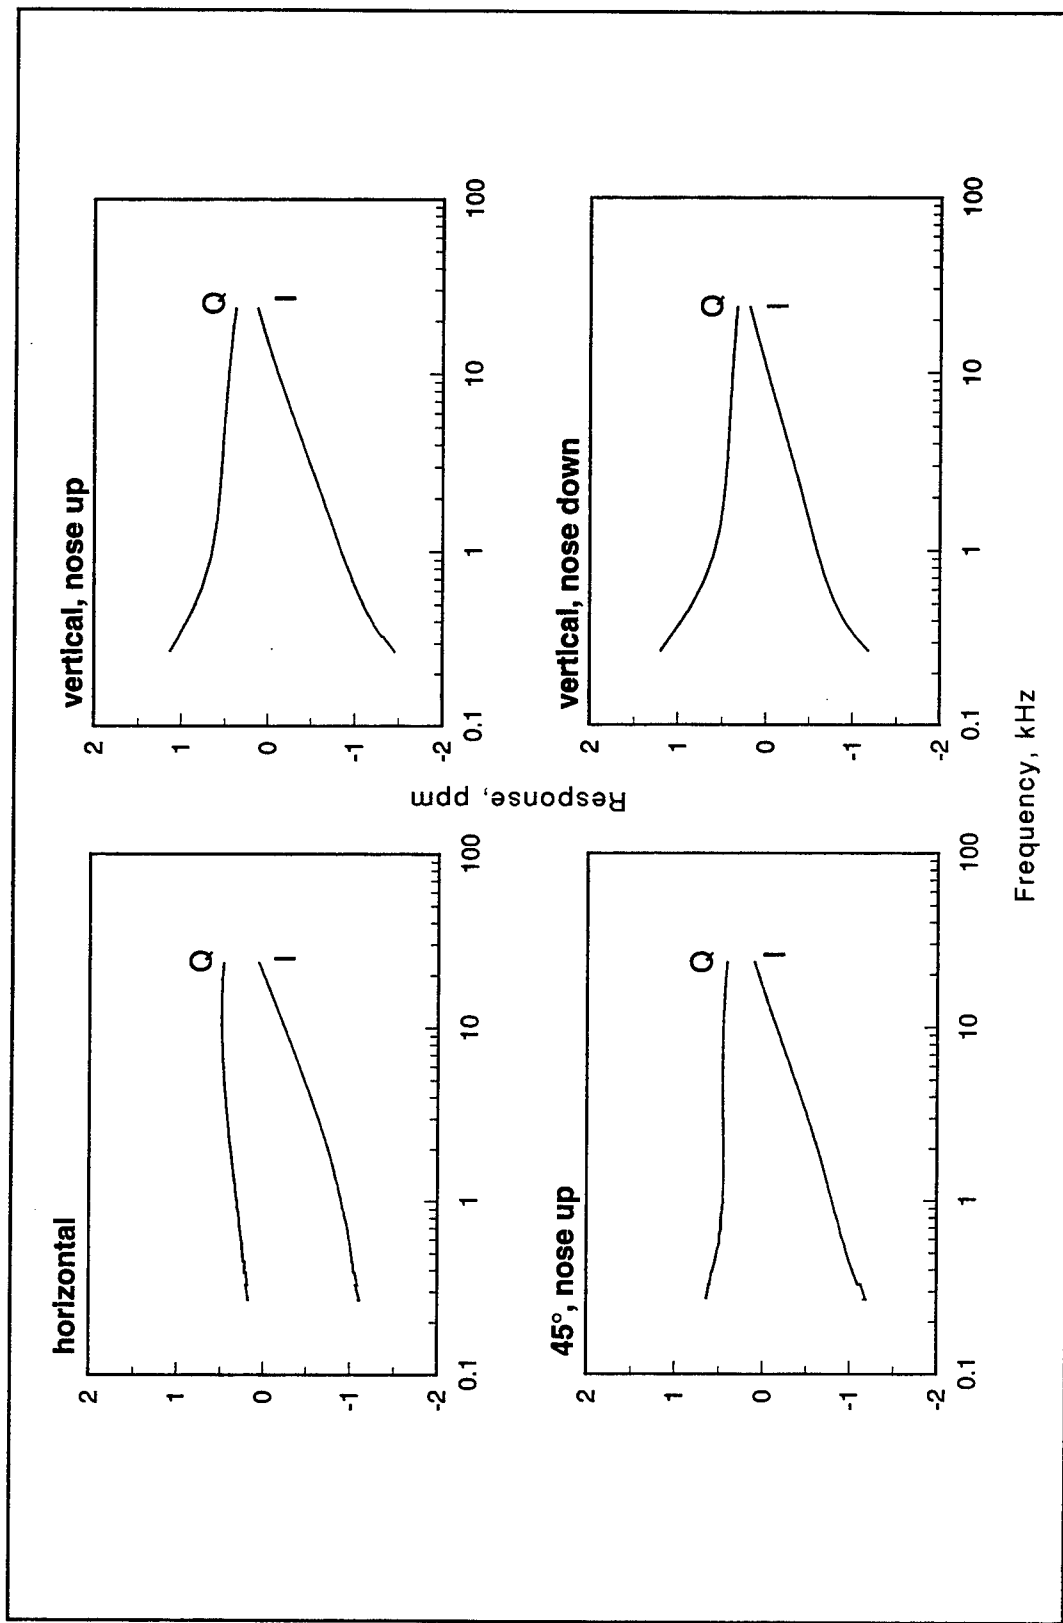 horizontal
2
1
0
-1
-2
0.1
1
10
100
Q
I
vertical, nose up
2
1
0
-1
-2
0.1
1
10
100
Q
I
Response, ppm
45°, nose up
2
1
0
-1
-2
0.1
1
10
100
Q
I
vertical, nose down
2
1
0
-1
-2
0.1
1
10
100
Q
I
Frequency, kHz